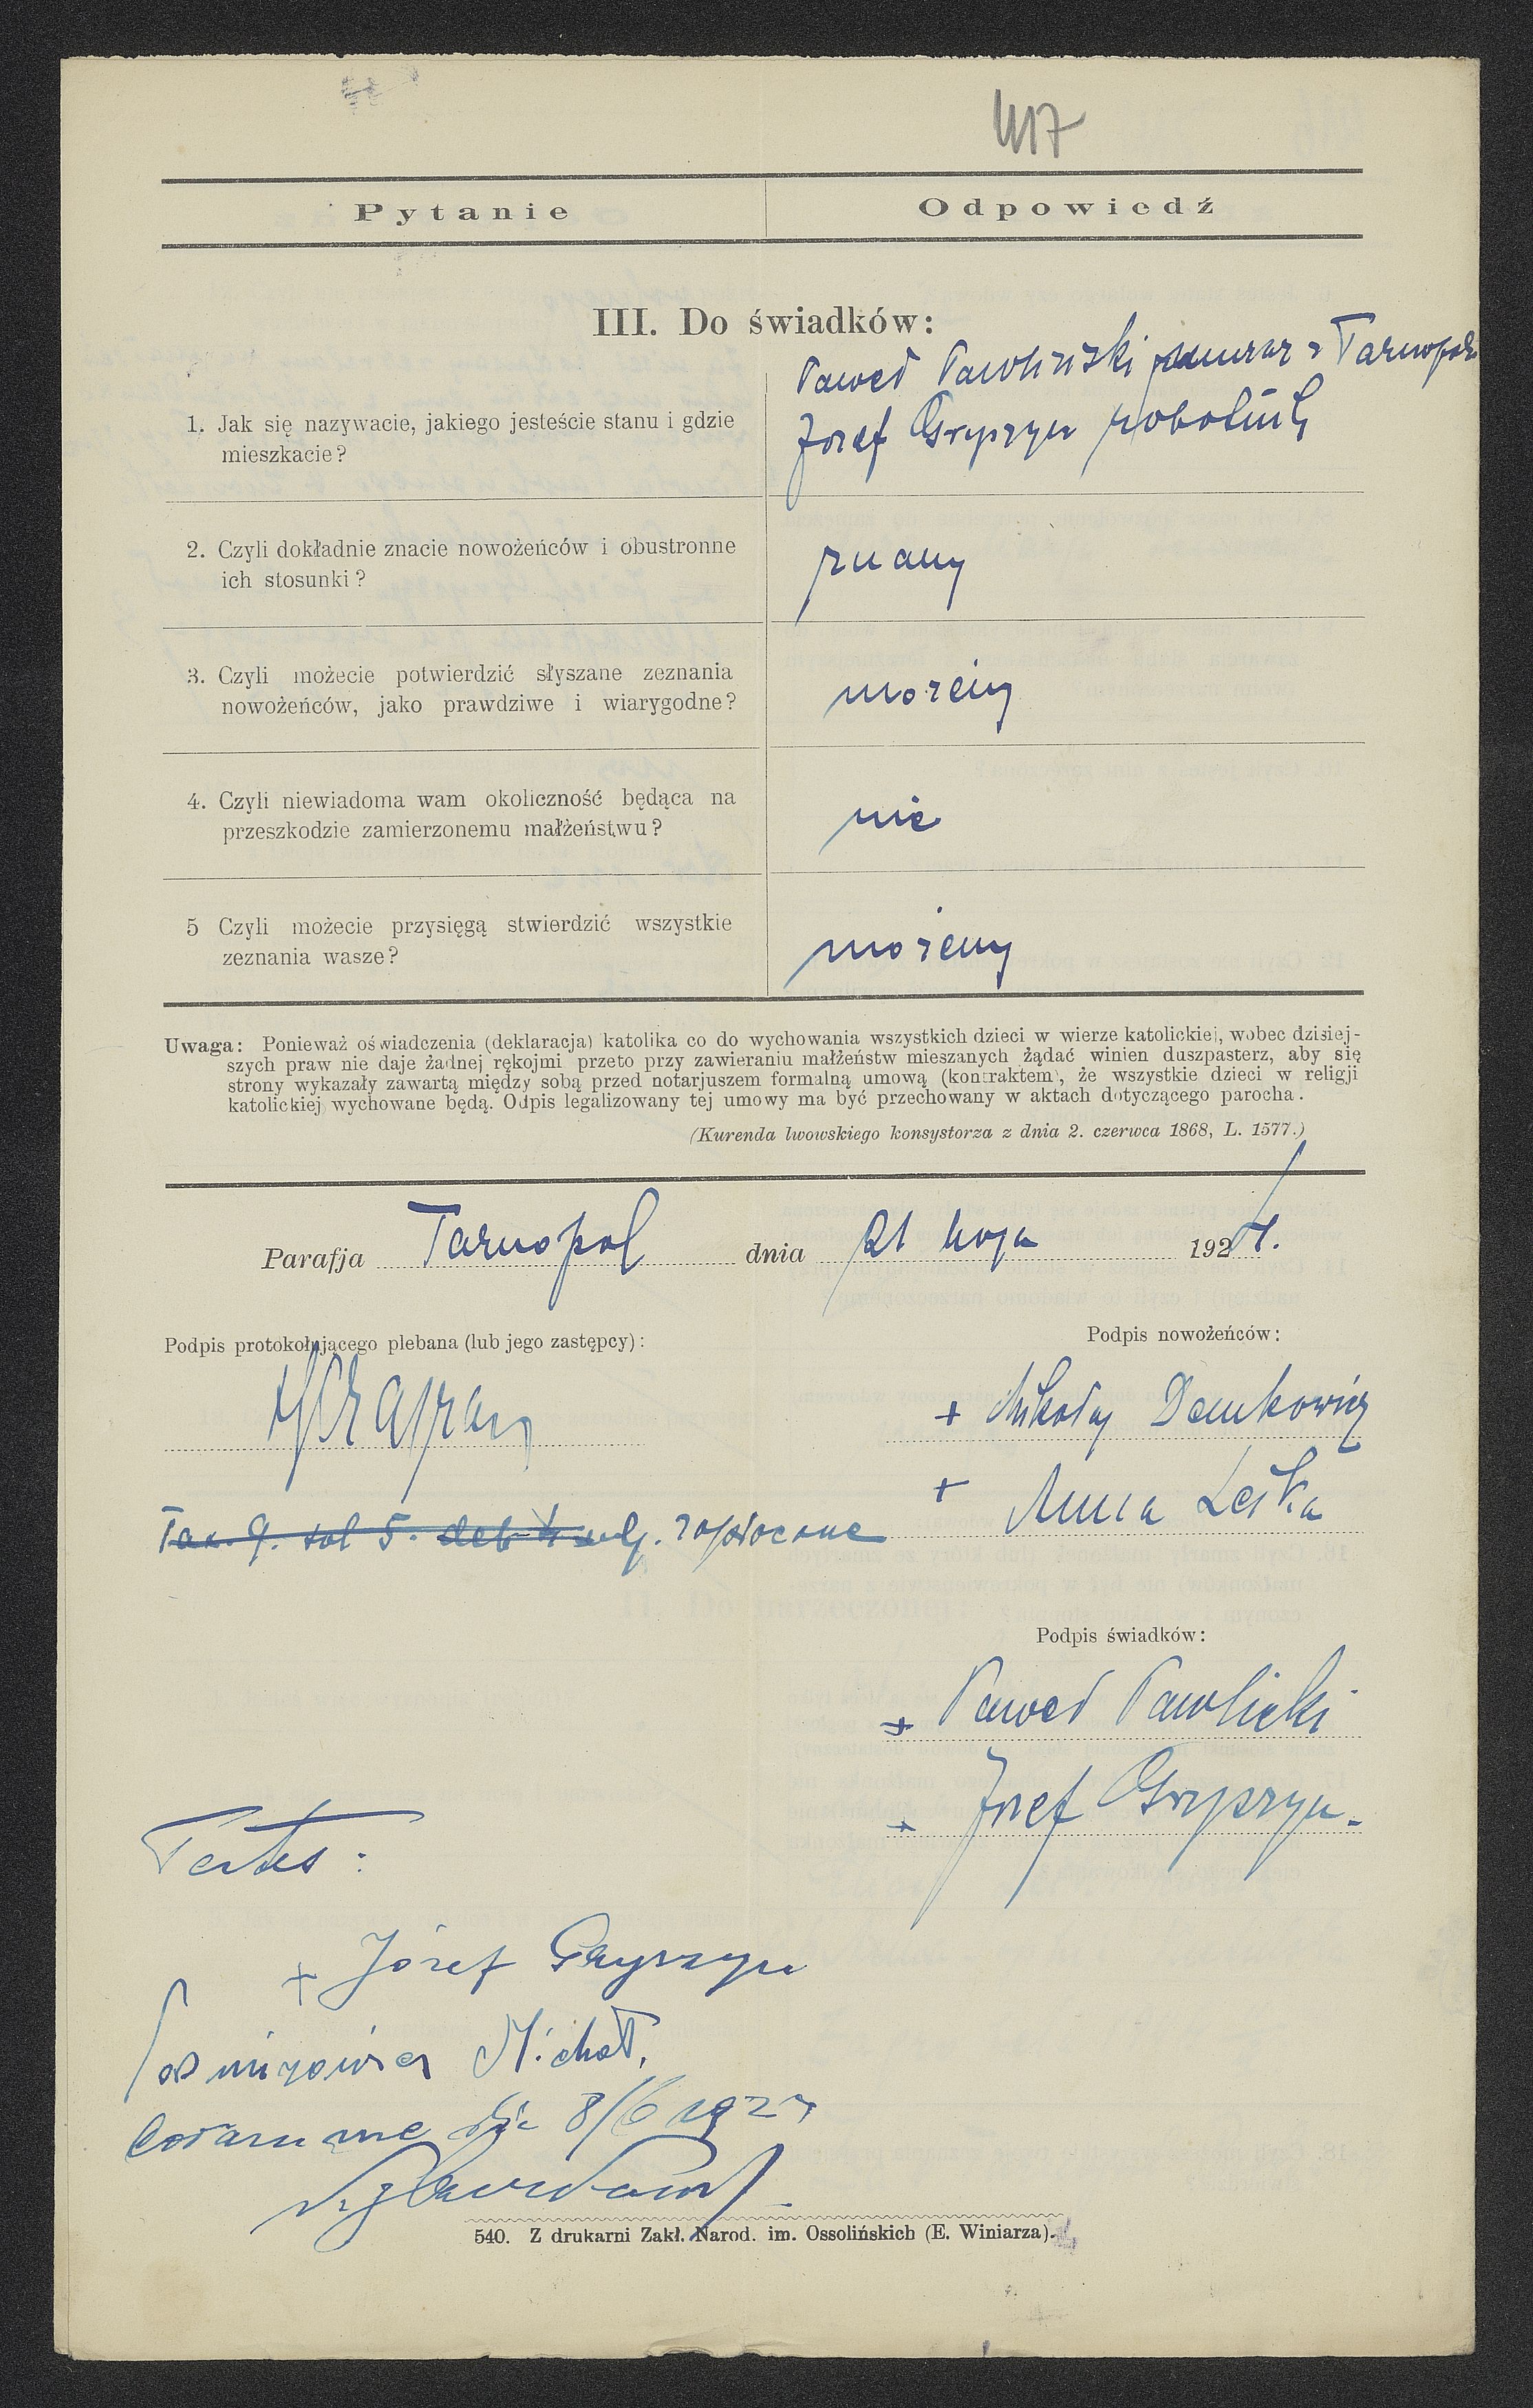 417
Pytanie
Odpowiedź
III. Do świadków:
Paweł Pawliński murarz z Tarnopola
1. Jak się nazywacie, jakiego jesteście stanu i gdzie
mieszkacie?
Józef Gryszyn robotnik
2. Czyli dokładnie znacie nowożeńców i obustronne
ich stosunki?
znamy
3. Czyli możecie potwierdzić słyszane zeznania
nowożeńców, jako prawdziwe i wiarygodne?
możemy
4. Czyli niewiadoma wam okoliczność będąca na
przeszkodzie zamierzonemu małżeństwu?
nie
5 Czyli możecie przysięgą stwierdzić wszystkie
zeznania wasze?
możemy
Uwaga: Ponieważ oświadczenia (deklaracja) katolika co do wychowania wszystkich dzieci w wierze katolickiej, wobec dzisiej-
szych praw nie daje żadnej rękojmi przeto przy zawieraniu małżeństw mieszanych żądać winien duszpasterz, aby się
strony wykazały zawartą między sobą przed notarjuszem formalną umową (kontraktem), że wszystkie dzieci w religji
katolickiej wychowane będą. Odpis legalizowany tej umowy ma być przechowany w aktach dotyczącego parocha.
(Kurenda lwowskiego konsystorza z dnia 2. czerwca 1868, L. 1577.)
Parafja Tarnopol dnia 21 maja 1927.
Podpis protokołującego plebana (lub jego zastępcy):
Podpis nowożeńców:
+ Mikołaj Demkowicz
+ Anna
zapłacone
Podpis świadków:
+ Paweł Pawlicki
+ Józef Gryszyn.
Testes:
+ Józef Gryszyn
Michał,
8/6 1927
540. Z drukarni Zakł. Narod. im. Ossolińskich (E. Winiarza).